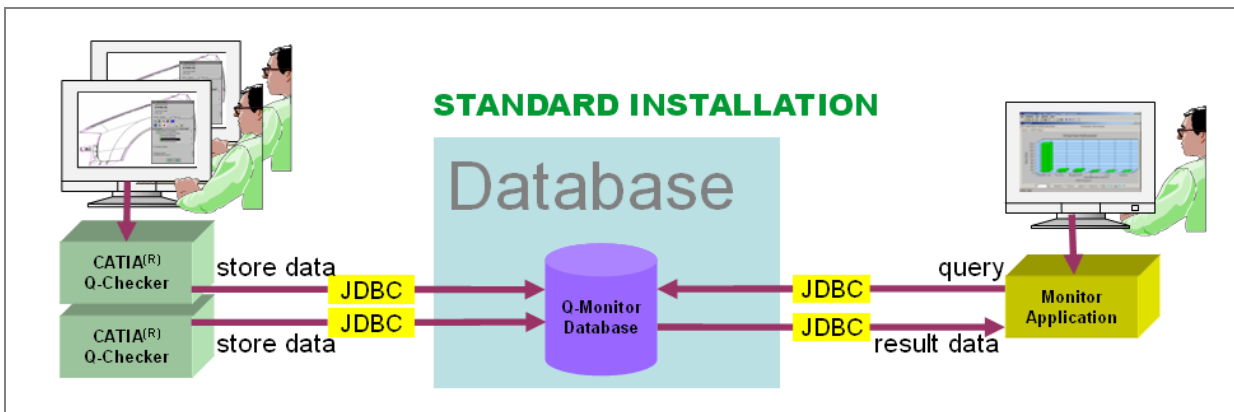 STANDARD INSTALLATION
Database
CATIA(R)
Q-Checker
store data
JDBC
CATIA(R)
Q-Checker
store data
JDBC
Q-Monitor
Database
query
JDBC
JDBC
result data
Monitor
Application